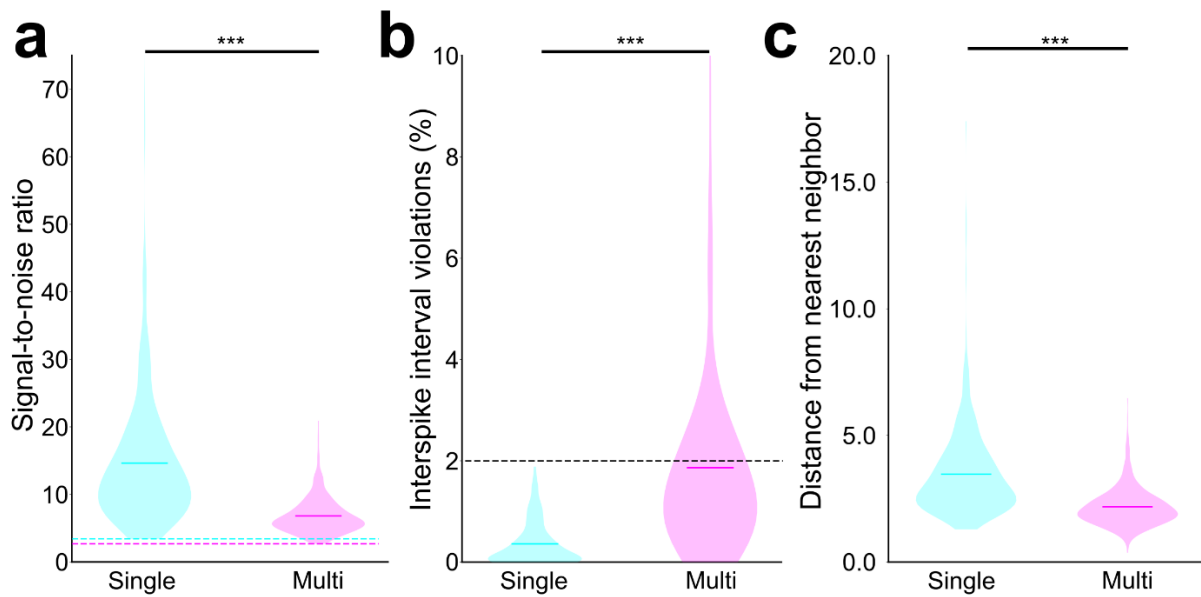 a
***
Signal-to-noise ratio
70
60
50
40
30
20
10
0
Single
Multi
b
***
Interspike interval violations (%)
10
8
6
4
2
0
Single
Multi
c
***
Distance from nearest neighbor
20.0
15.0
10.0
5.0
0.0
Single
Multi